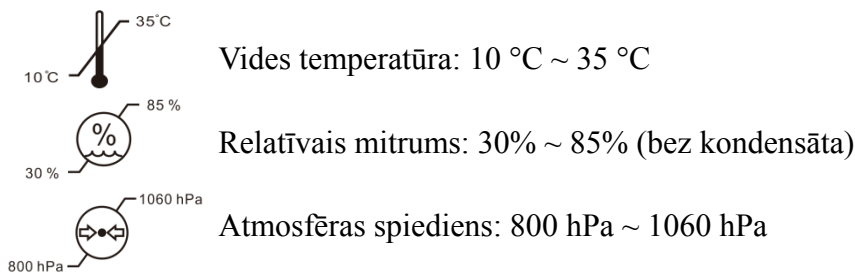 35°C
10°C
Vides temperatūra: 10 °C ~ 35 °C
85 %
%
30 %
Relatīvais mitrums: 30% ~ 85% (bez kondensāta)
1060 hPa
800 hPa
Atmosfēras spiediens: 800 hPa ~ 1060 hPa